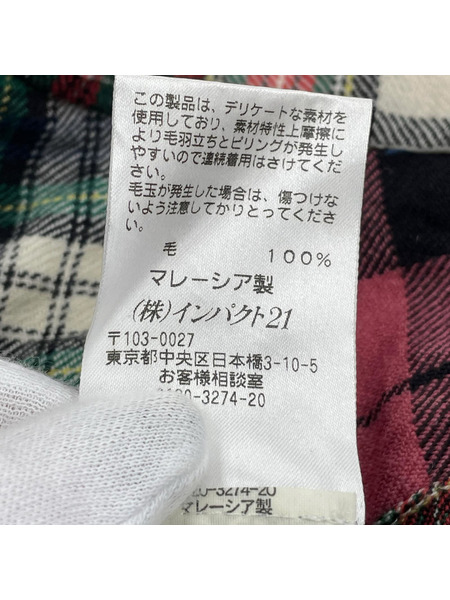 この製品は、デリケートな素材を
使用しており、素材特性上摩擦に
より毛羽立ちとピリングが発生し
やすいので連続着用はさけてくだ
さい。
毛玉が発生した場合は、傷つけな
いよう注意してかりとってくださ
い。
毛 100%
マレーシア製
(株)インパクト21
〒103-0027
東京都中央区日本橋3-10-5
お客様相談室
-3274-20
-3274-20
マレーシア製